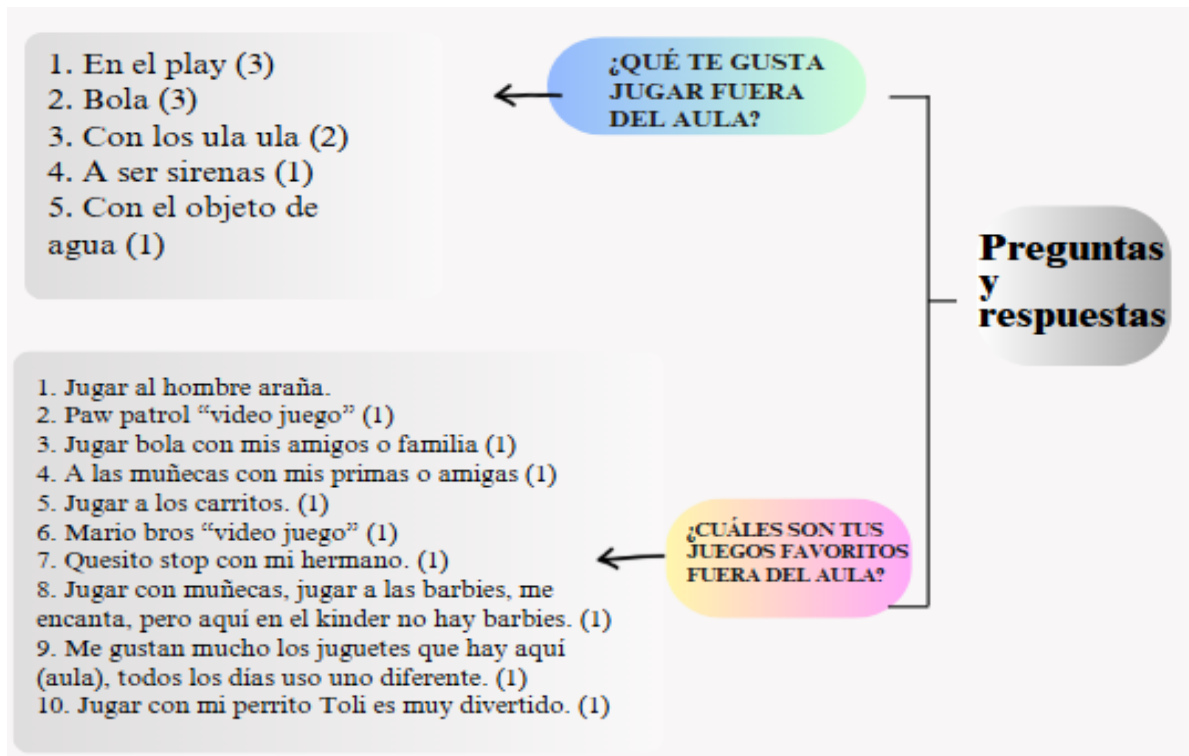 Preguntas
y
respuestas
¿QUÉ TE GUSTA
JUGAR FUERA
DEL AULA?
1. En el play (3)
2. Bola (3)
3. Con los ula ula (2)
4. A ser sirenas (1)
5. Con el objeto de
agua (1)
¿CUÁLES SON TUS
JUEGOS FAVORITOS
FUERA DEL AULA?
1. Jugar al hombre araña.
2. Paw patrol “video juego” (1)
3. Jugar bola con mis amigos o familia (1)
4. A las muñecas con mis primas o amigas (1)
5. Jugar a los carritos. (1)
6. Mario bros “video juego” (1)
7. Quesito stop con mi hermano. (1)
8. Jugar con muñecas, jugar a las barbies, me
encanta, pero aquí en el kinder no hay barbies. (1)
9. Me gustan mucho los juguetes que hay aquí
(aula), todos los días uso uno diferente. (1)
10. Jugar con mi perrito Toli es muy divertido. (1)